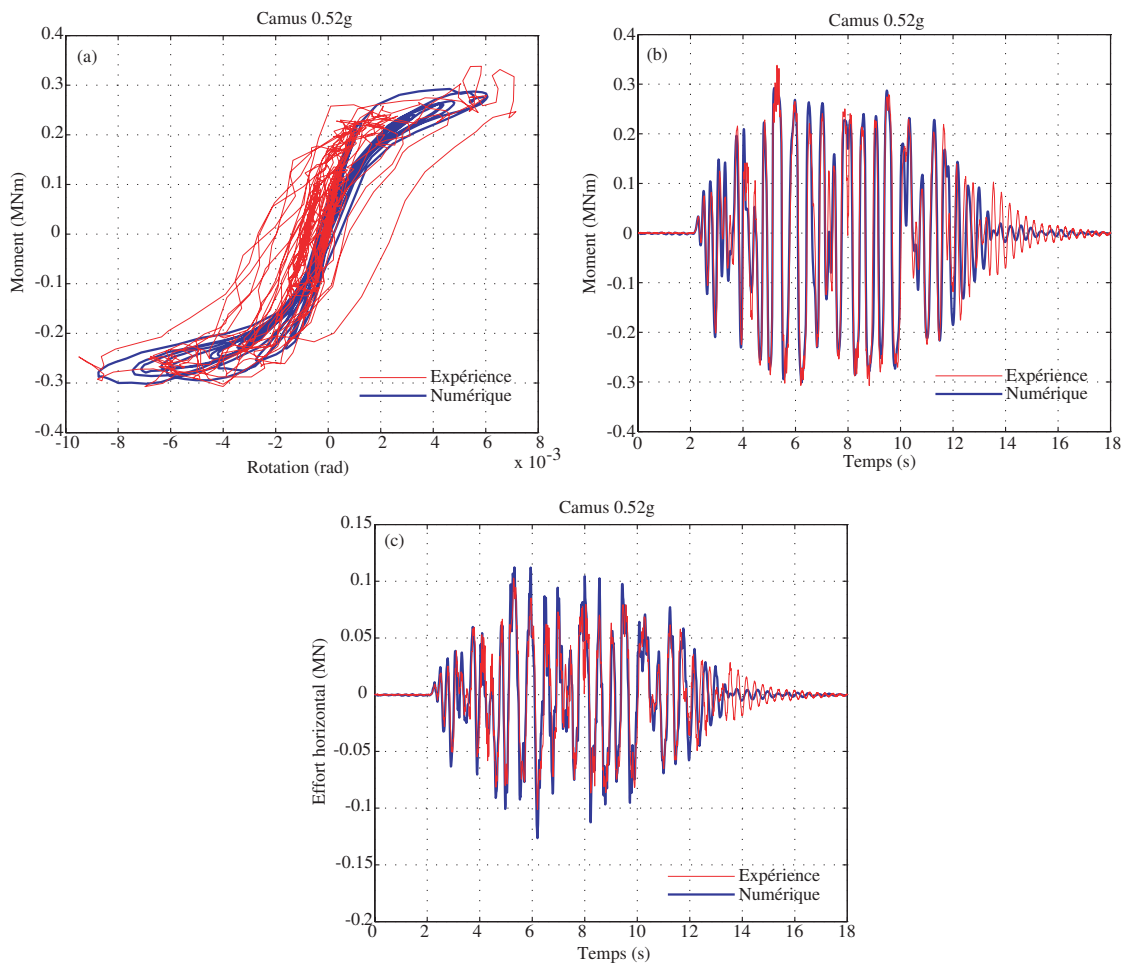 Camus 0.52g
(a)
0.4
0.3
0.2
0.1
0
-0.1
-0.2
-0.3
-0.4
Moment (MNm)
-10
-8
-6
-4
-2
0
2
4
6
8
x 10-3
Rotation (rad)
Expérience
Numérique
Camus 0.52g
(b)
0.4
0.3
0.2
0.1
0
-0.1
-0.2
-0.3
-0.4
Moment (MNm)
0
2
4
6
8
10
12
14
16
18
Temps (s)
Expérience
Numérique
Camus 0.52g
(c)
0.15
0.1
0.05
0
-0.05
-0.1
-0.15
-0.2
Effort horizontal (MN)
0
2
4
6
8
10
12
14
16
18
Temps (s)
Expérience
Numérique